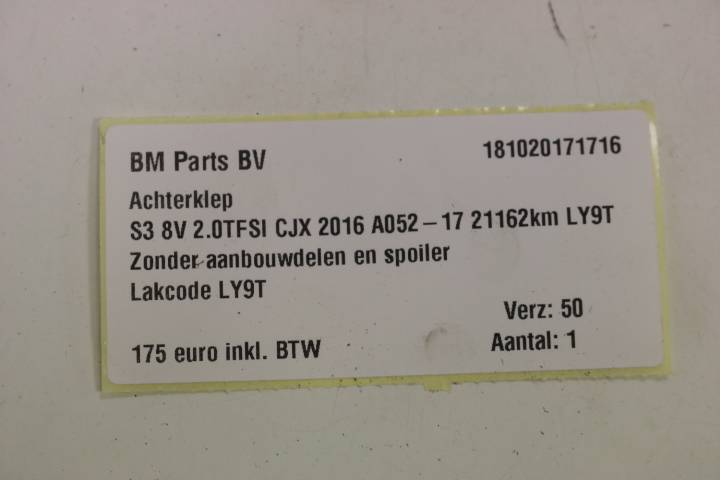 BM Parts BV 181020171716
Achterklep
S3 8V 2.0TFSI CJX 2016 A052 – 17 21162km LY9T
Zonder aanbouwdelen en spoiler
Lakcode LY9T
Verz: 50
175 euro inkl. BTW Aantal: 1